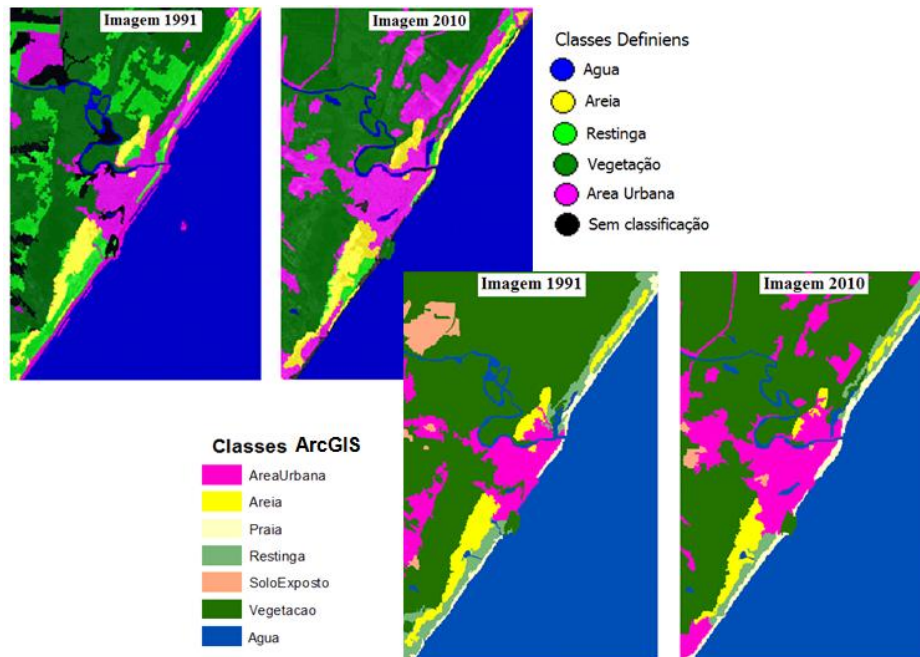 Imagem 1991
Imagem 2010
Classes Definiens
Agua
Areia
Restinga
Vegetação
Area Urbana
Sem classificação
Imagem 1991
Imagem 2010
Classes ArcGIS
AreaUrbana
Areia
Praia
Restinga
SoloExposto
Vegetacao
Agua